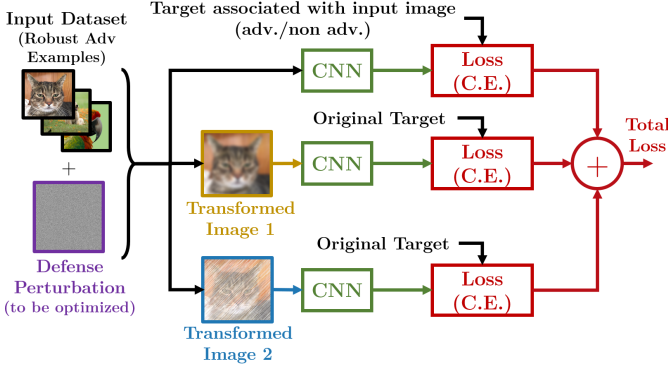 Input Dataset
(Robust Adv
Examples)
+
Defense
Perturbation
(to be optimized)
Target associated with input image
(adv./non adv.)
CNN
Loss
(C.E.)
Original Target
Transformed
Image 1
CNN
Loss
(C.E.)
Original Target
Transformed
Image 2
CNN
Loss
(C.E.)
+
Total
Loss